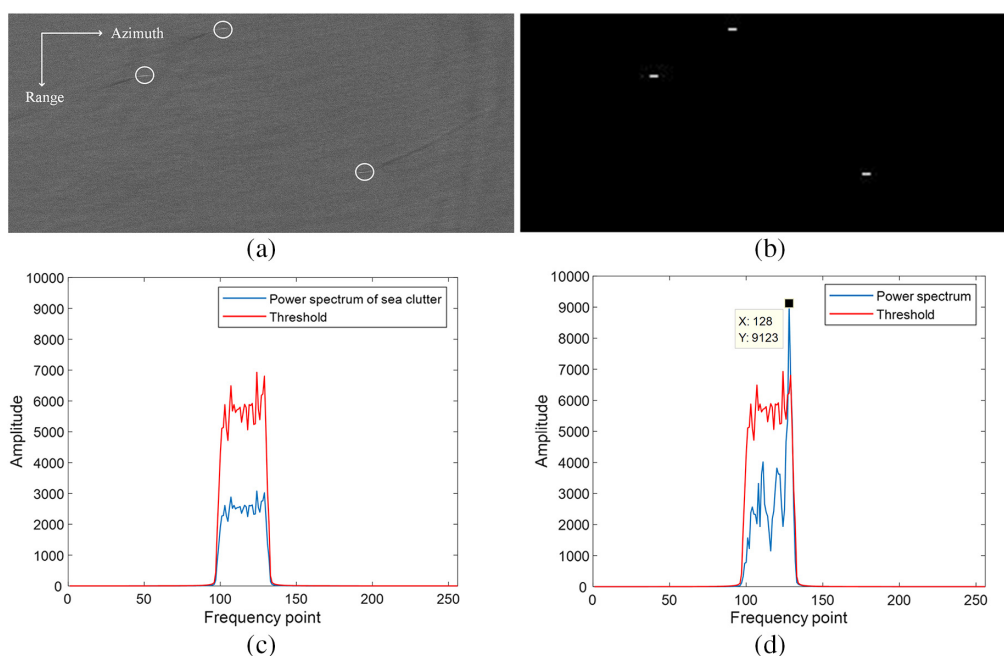 Azimuth
Range
(a)
(b)
10000
9000
8000
7000
6000
5000
4000
3000
2000
1000
0
Amplitude
0
50
100
150
200
250
Frequency point
Power spectrum of sea clutter
Threshold
(c)
10000
9000
8000
7000
6000
5000
4000
3000
2000
1000
0
Amplitude
0
50
100
150
200
250
Frequency point
X: 128
Y: 9123
Power spectrum
Threshold
(d)